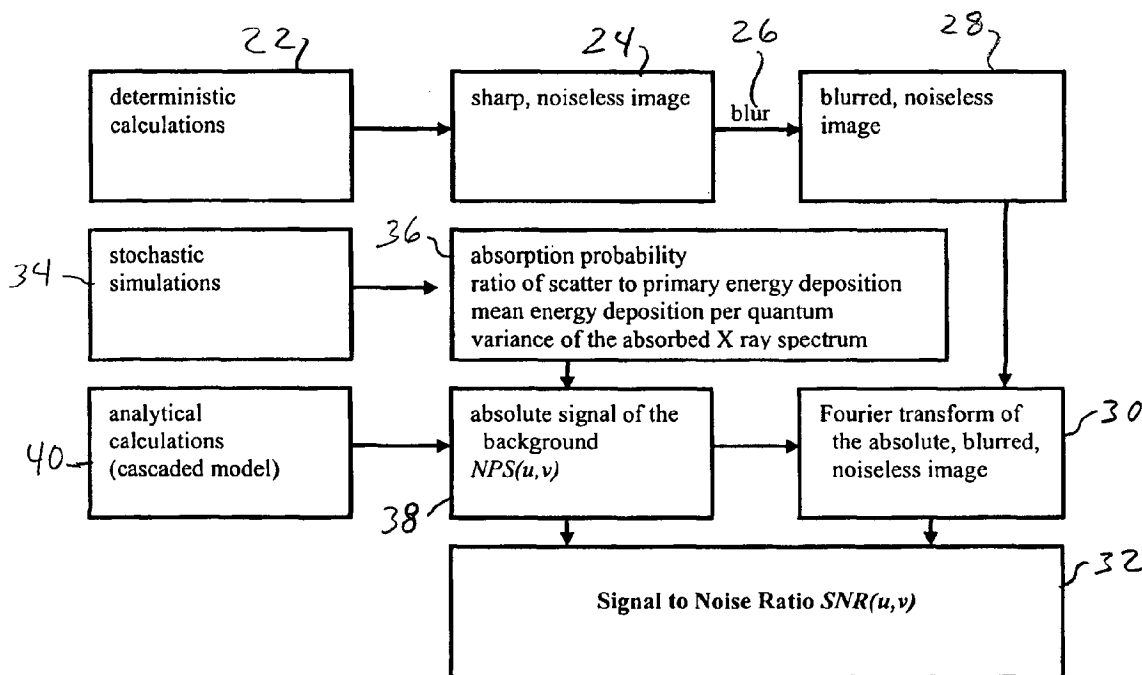 22
24
26
28
deterministic
calculations
sharp, noiseless image
blur
blurred, noiseless
image
34
stochastic
simulations
36
absorption probability
ratio of scatter to primary energy deposition
mean energy deposition per quantum
variance of the absorbed X ray spectrum
40
analytical
calculations
(cascaded model)
38
absolute signal of the
background
NPS(u,v)
Fourier transform of
the absolute, blurred,
noiseless image
30
Signal to Noise Ratio SNR(u,v)
32